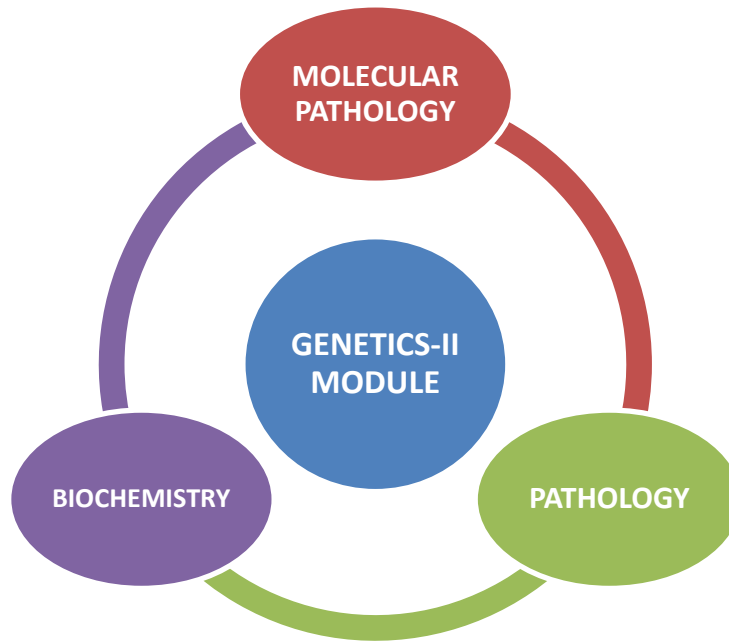 MOLECULAR
PATHOLOGY
GENETICS-II
MODULE
BIOCHEMISTRY
PATHOLOGY